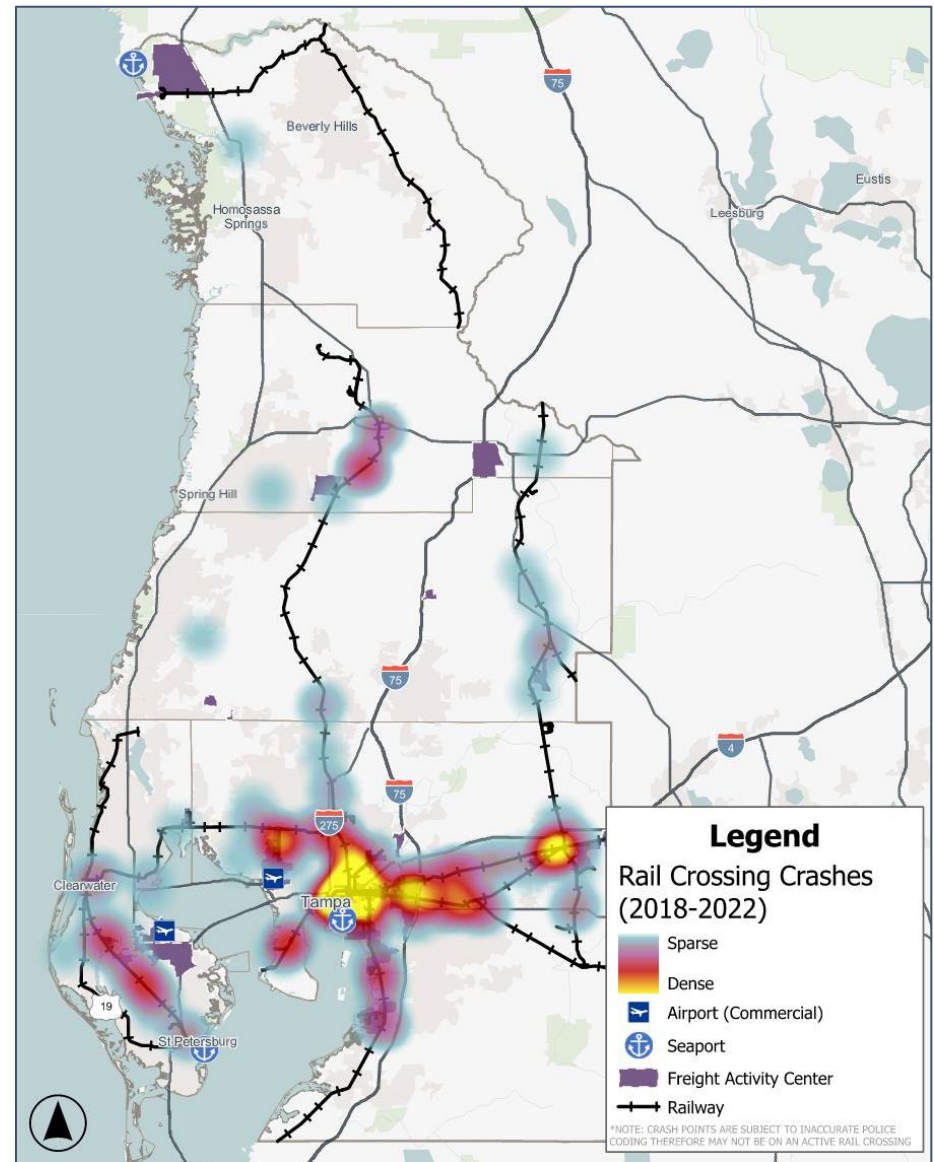 75
Beverly Hills
Eustis
Leesburg
Homosassa
Springs
Spring Hill
75
4
75
275
Clearwater
Tampa
19
St Petersburg
Legend
Rail Crossing Crashes
(2018-2022)
Sparse
Dense
Airport (Commercial)
Seaport
Freight Activity Center
Railway
*NOTE: CRASH POINTS ARE SUBJECT TO INACCURATE POLICE
CODING THEREFORE MAY NOT BE ON AN ACTIVE RAIL CROSSING